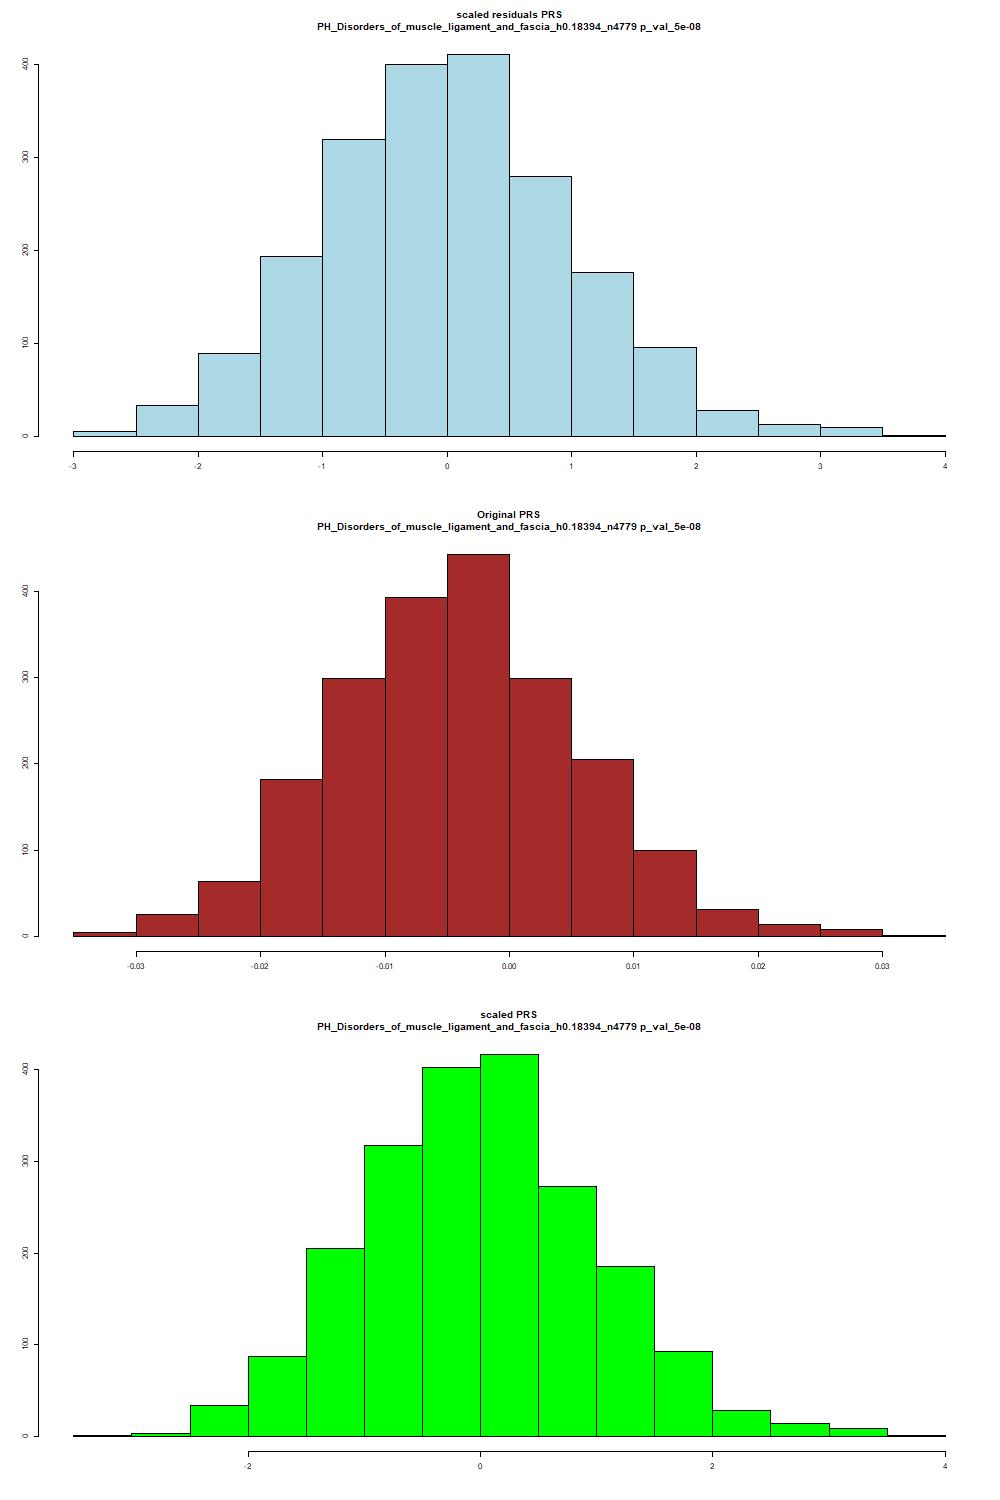 scaled residuals PRS
PH_Disorders_of_muscle_ligament_and_fascia_h0.18394_n4779 p_val_5e-08
400
300
200
100
0
-3 -2 -1 0 1 2 3 4
Original PRS
PH_Disorders_of_muscle_ligament_and_fascia_h0.18394_n4779 p_val_5e-08
400
300
200
100
0
-0.03 -0.02 -0.01 0.00 0.01 0.02 0.03
scaled PRS
PH_Disorders_of_muscle_ligament_and_fascia_h0.18394_n4779 p_val_5e-08
400
300
200
100
0
-2 0 2 4